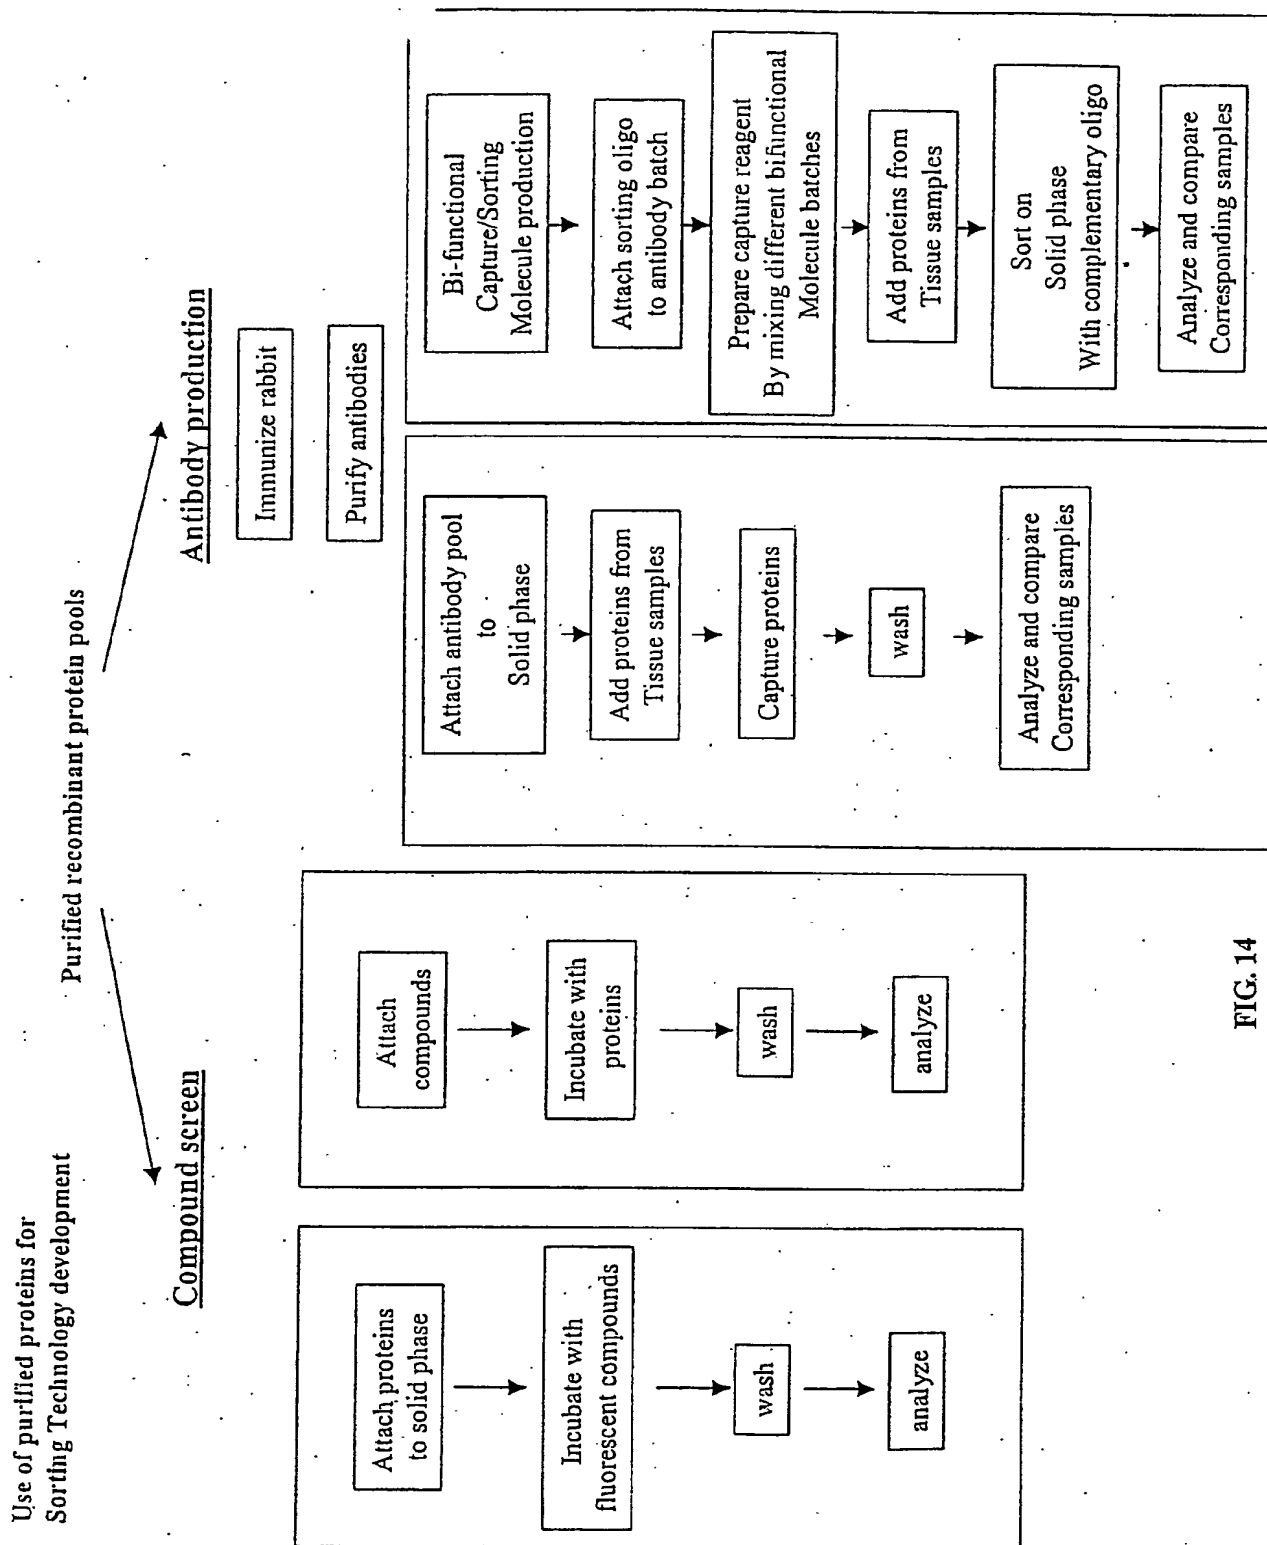 Use of purified proteins for
Sorting Technology development
Purified recombinant protein pools
Compound screen
Attach proteins
to solid phase
Incubate with
fluorescent compounds
wash
analyze
Attach
compounds
Incubate with
proteins
wash
analyze
Antibody production
Immunize rabbit
Purify antibodies
Attach antibody pool
to
Solid phase
Add proteins from
Tissue samples
Capture proteins
wash
Analyze and compare
Corresponding samples
Bi-functional
Capture/Sorting
Molecule production
Attach sorting oligo
to antibody batch
Prepare capture reagent
By mixing different bifunctional
Molecule batches
Add proteins from
Tissue samples
Sort on
Solid phase
With complementary oligo
Analyze and compare
Corresponding samples
FIG. 14